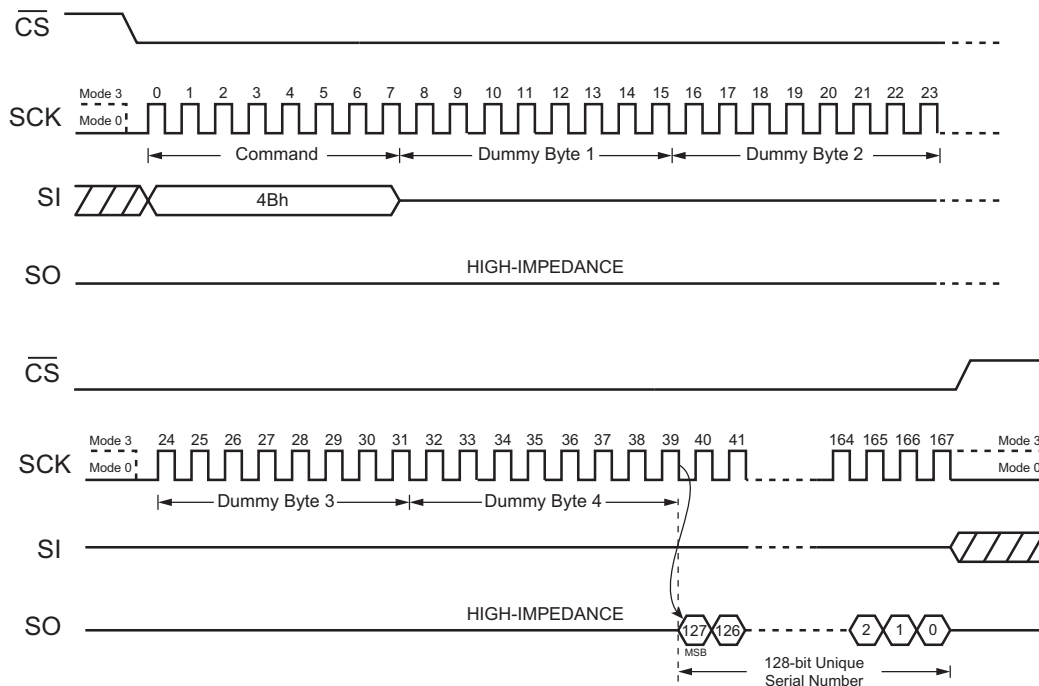 CS
Mode 3
0 1 2 3 4 5 6 7 8 9 10 11 12 13 14 15 16 17 18 19 20 21 22 23
SCK
Mode 0
Command Dummy Byte 1 Dummy Byte 2
SI
4Bh
HIGH-IMPEDANCE
SO
CS
Mode 3
24 25 26 27 28 29 30 31 32 33 34 35 36 37 38 39 40 41 164 165 166 167
Mode 3
SCK
Mode 0
Mode 0
Dummy Byte 3 Dummy Byte 4
SI
HIGH-IMPEDANCE
SO
127 126 2 1 0
MSB
128-bit Unique
Serial Number